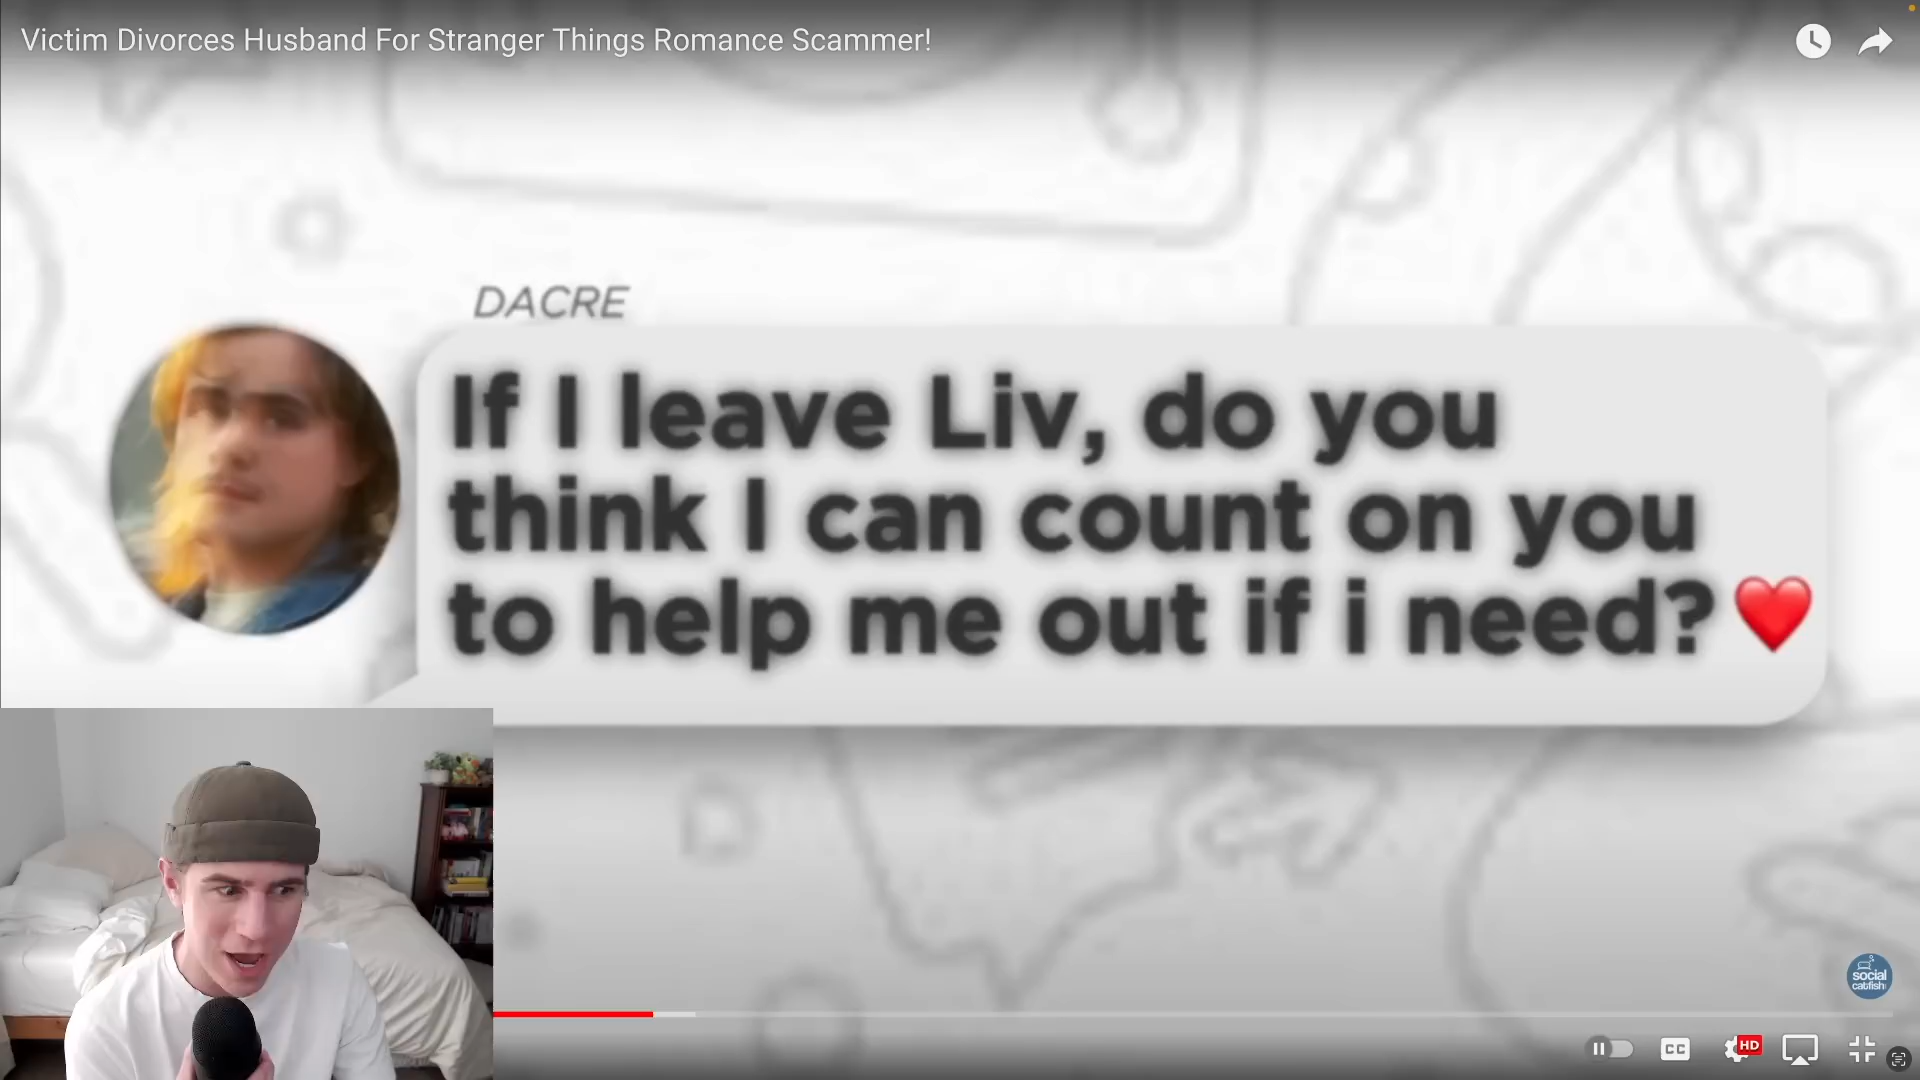 Victim Divorces Husband For Stranger Things Romance Scammer!
DACRE
If I leave Liv, do you
think I can count on you
to help me out if i need?❤️
social
catfish
CC
HD